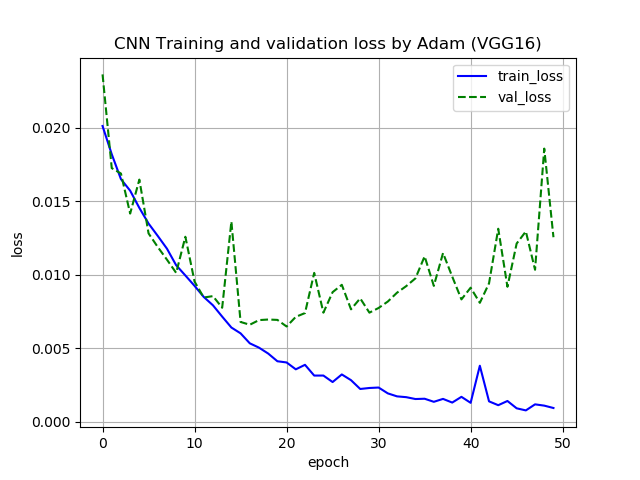 CNN Training and validation loss by Adam (VGG16)
train_loss
val_loss
0.020
0.015
0.010
0.005
0.000
loss
0 10 20 30 40 50
epoch